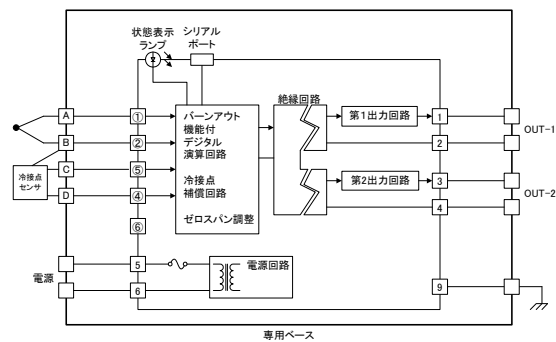 状態表示
ランプ
シリアル
ポート
絶縁回路
A
①
バーンアウト
機能付
デジタル
演算回路
冷接点
補償回路
ゼロスパン調整
第1出力回路
1
OUT-1
B
②
2
C
⑤
冷接点
センサ
第2出力回路
3
OUT-2
D
④
4
⑥
電源
5
電源回路
6
9
専用ベース